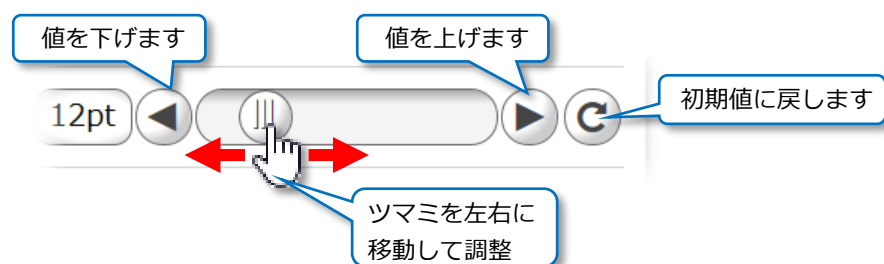 値を下げます
値を上げます
初期値に戻します
12pt
ツマミを左右に
移動して調整